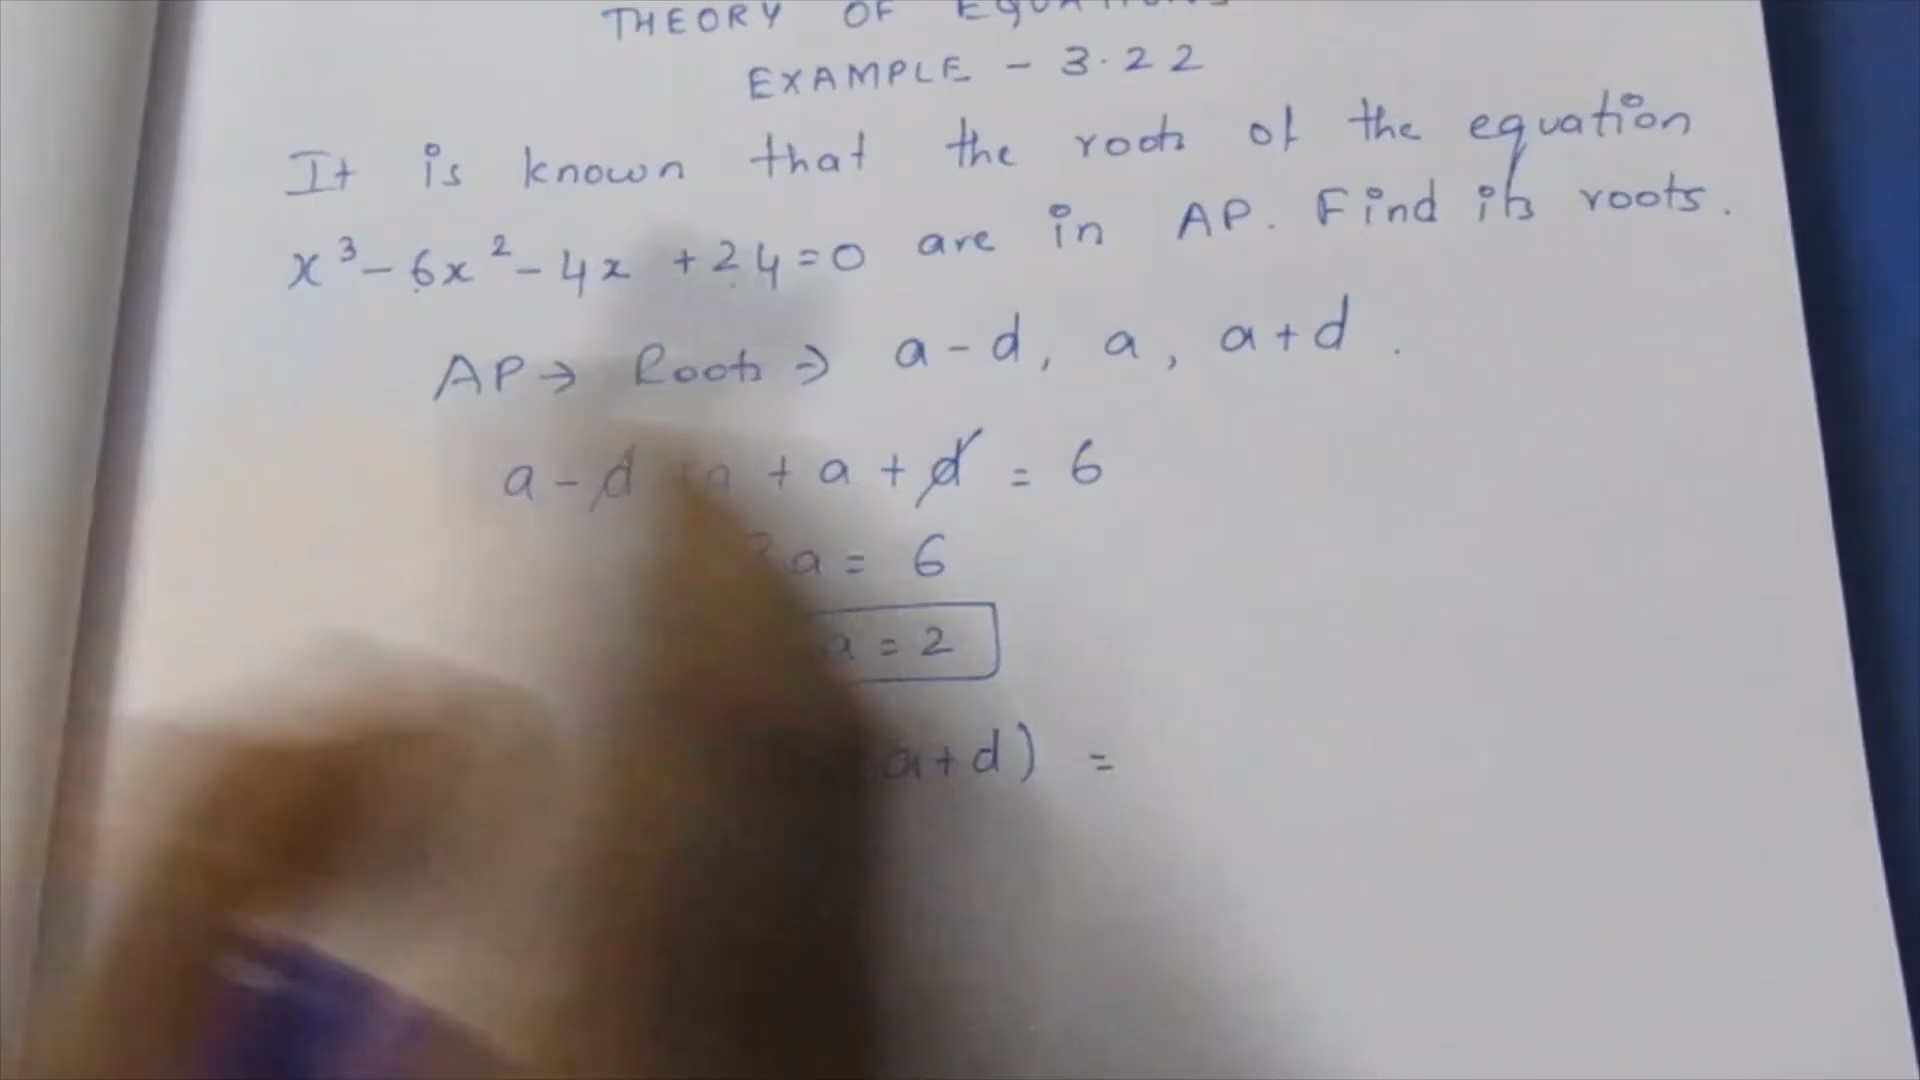 THEORY OF EQUATIONS
EXAMPLE - 3.22
It is known that the roots of the equation
x³ - 6x² - 4x + 24 = 0 are in AP. Find its roots.
AP → Roots ⇒ a - d, a, a + d.
a - d a + a + d = 6
a = 6
a = 2
a + d) =